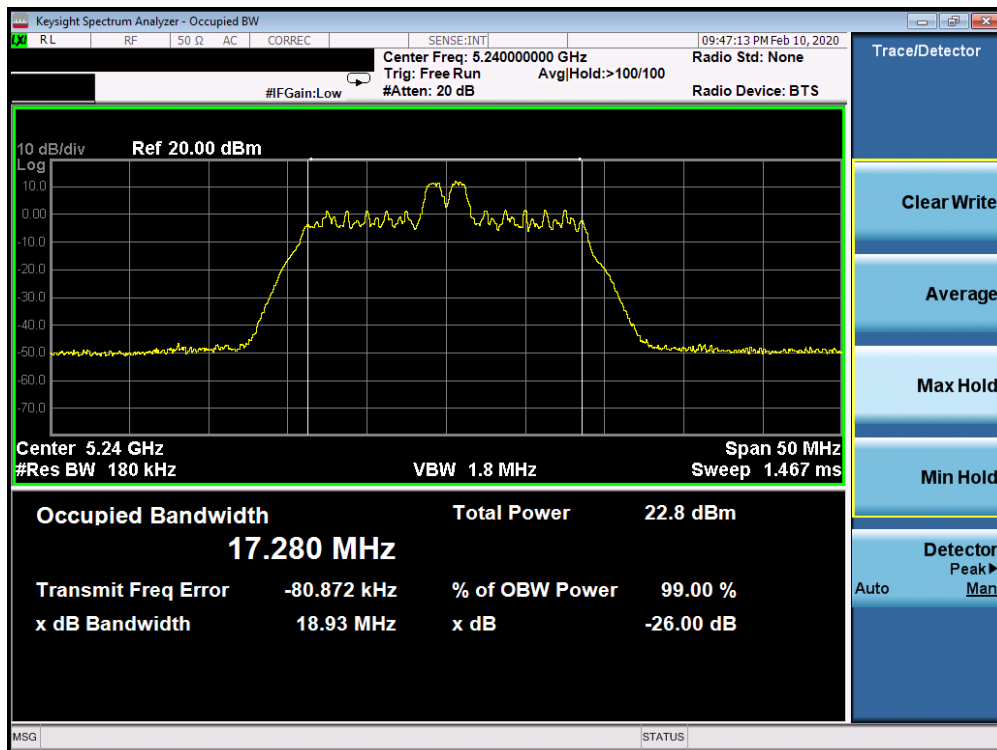 Keysight Spectrum Analyzer - Occupied BW
LXI RL RF 50 Ω AC CORREC SENSE:INT 09:47:13 PM Feb 10, 2020
Center Freq: 5.240000000 GHz Radio Std: None
Trig: Free Run Avg|Hold:>100/100
#IFGain:Low #Atten: 20 dB Radio Device: BTS
10 dB/div Ref 20.00 dBm
Log
10.0
0.00
-10.0
-20.0
-30.0
-40.0
-50.0
-60.0
-70.0
Center 5.24 GHz Span 50 MHz
#Res BW 180 kHz VBW 1.8 MHz Sweep 1.467 ms
Occupied Bandwidth Total Power 22.8 dBm
17.280 MHz
Transmit Freq Error -80.872 kHz % of OBW Power 99.00 %
x dB Bandwidth 18.93 MHz x dB -26.00 dB
MSG STATUS
Trace/Detector
Clear Write
Average
Max Hold
Min Hold
Detector
Peak▶
Auto Man